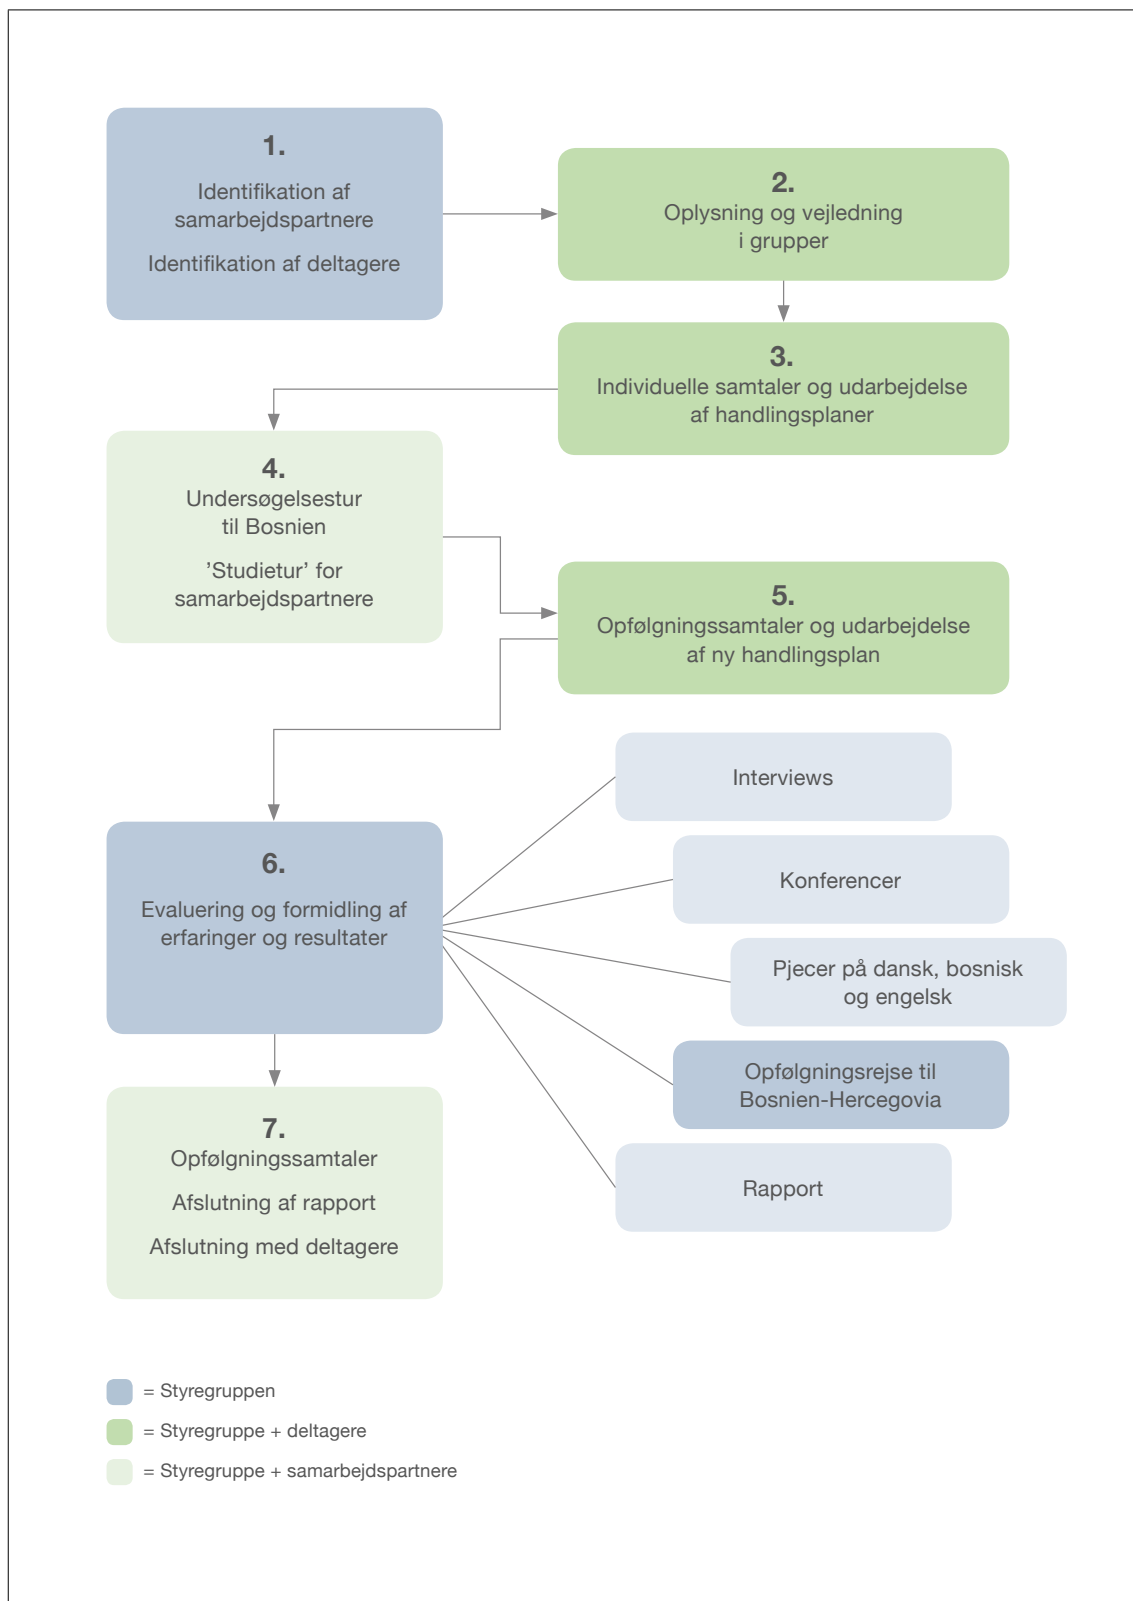 1.
Identifikation af
samarbejdspartnere
Identifikation af deltagere
2.
Oplysning og vejledning
i grupper
3.
Individuelle samtaler og udarbejdelse
af handlingsplaner
4.
Undersøgelsestur
til Bosnien
’Studietur’ for
samarbejdspartnere
5.
Opfølgningssamtaler og udarbejdelse
af ny handlingsplan
6.
Evaluering og formidling af
erfaringer og resultater
Interviews
Konferencer
Pjecer på dansk, bosnisk
og engelsk
Opfølgningsrejse til
Bosnien-Hercegovia
Rapport
7.
Opfølgningssamtaler
Afslutning af rapport
Afslutning med deltagere
= Styregruppen
= Styregruppe + deltagere
= Styregruppe + samarbejdspartnere